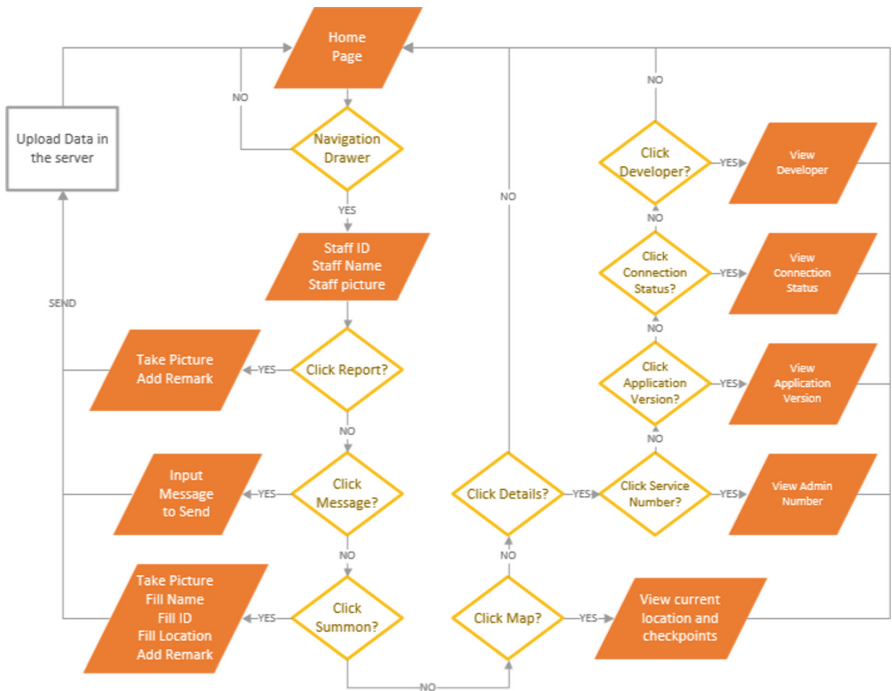 Home
Page
NO
Navigation
Drawer
YES
Upload Data in
the server
Staff ID
Staff Name
Staff picture
SEND
Take Picture
Add Remark
YES
Click Report?
NO
Input
Message
to Send
YES
Click
Message?
NO
Take Picture
Fill Name
Fill ID
Fill Location
Add Remark
YES
Click
Summon?
NO
Click Map?
YES
View current
location and
checkpoints
NO
Click Details?
NO
YES
Click Service
Number?
YES
View Admin
Number
NO
Click
Application
Version?
YES
View
Application
Version
NO
Click
Connection
Status?
YES
View
Connection
Status
NO
Click
Developer?
YES
View
Developer
NO